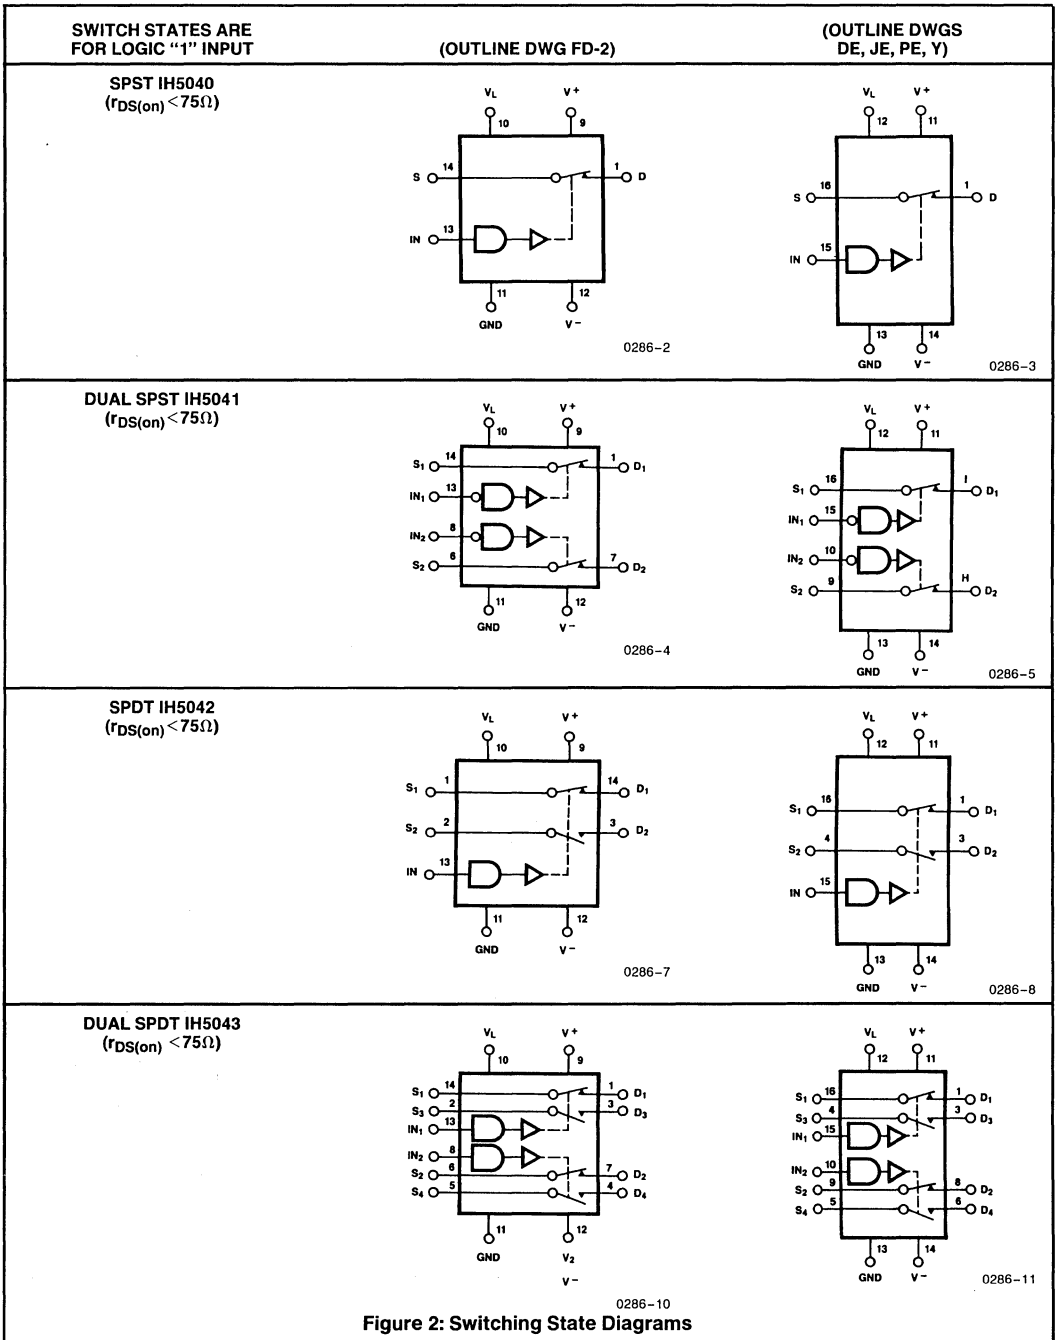 SWITCH STATES ARE
FOR LOGIC “1” INPUT
(OUTLINE DWG FD-2)
(OUTLINE DWGS
DE, JE, PE, Y)
SPST IH5040
(rDS(on) <75Ω)
VL V+
10 9
S 14 1 D
IN 13
11 12
GND V−
0286–2
VL V+
12 11
S 16 1 D
IN 15
13 14
GND V−
0286–3
DUAL SPST IH5041
(rDS(on) <75Ω)
VL V+
10 9
S1 14 1 D1
IN1 13
IN2 8
S2 6 7 D2
11 12
GND V−
0286–4
VL V+
12 11
S1 16 I D1
IN1 15
IN2 10
S2 9 H D2
13 14
GND V−
0286–5
SPDT IH5042
(rDS(on) <75Ω)
VL V+
10 9
S1 1 14 D1
S2 2 3 D2
IN 13
11 12
GND V−
0286–7
VL V+
12 11
S1 16 1 D1
S2 4 3 D2
IN 15
13 14
GND V−
0286–8
DUAL SPDT IH5043
(rDS(on) <75Ω)
VL V+
10 9
S1 14 1 D1
S3 2 3 D3
IN1 13
IN2 8
S2 6 7 D2
S4 5 4 D4
11 12
GND V2
V−
0286–10
VL V+
12 11
S1 16 1 D1
S3 4 3 D3
IN1 15
IN2 10
S2 9 8 D2
S4 5 6 D4
13 14
GND V−
0286–11
Figure 2: Switching State Diagrams